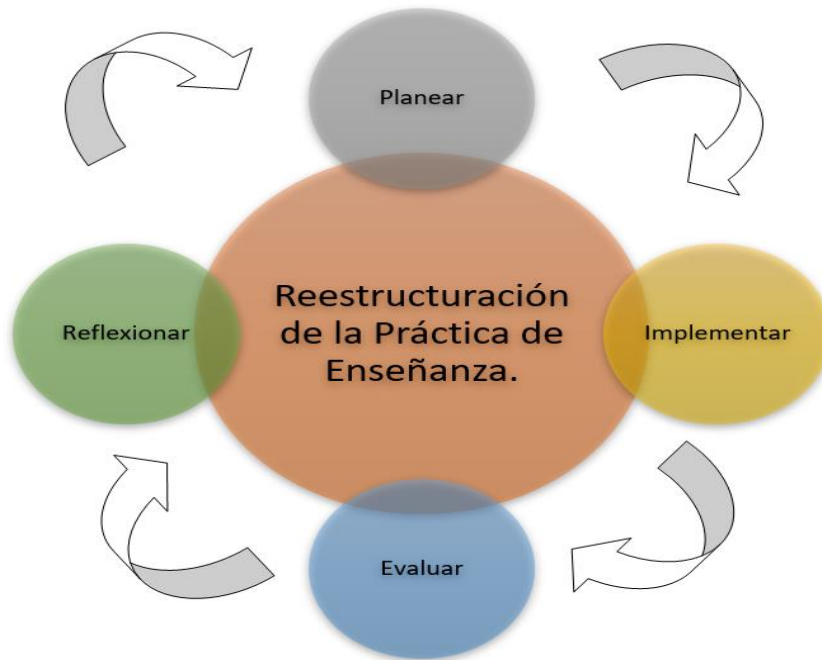 Planear
Reflexionar
Reestructuración
de la Práctica de
Enseñanza.
Implementar
Evaluar